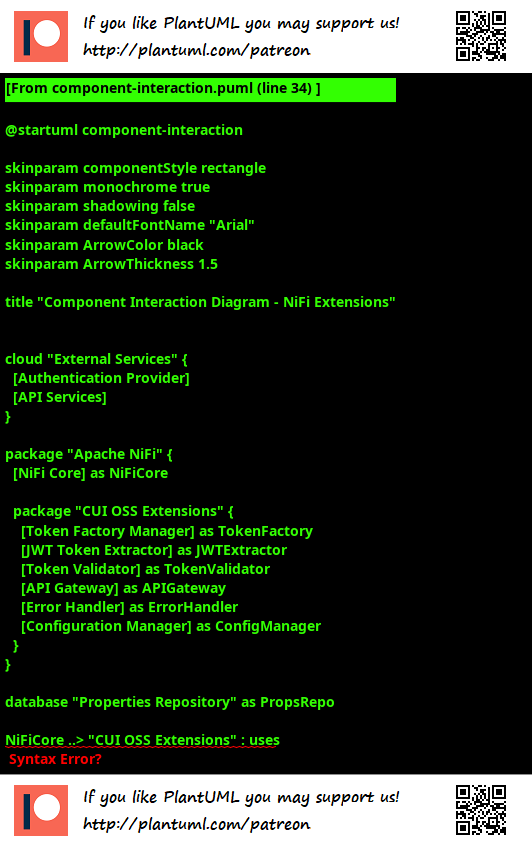 If you like PlantUML you may support us!
http://plantuml.com/patreon
[From component-interaction.puml (line 34) ]
@startuml component-interaction
skinparam componentStyle rectangle
skinparam monochrome true
skinparam shadowing false
skinparam defaultFontName "Arial"
skinparam ArrowColor black
skinparam ArrowThickness 1.5
title "Component Interaction Diagram - NiFi Extensions"
cloud "External Services" {
[Authentication Provider]
[API Services]
}
package "Apache NiFi" {
[NiFi Core] as NiFiCore
package "CUI OSS Extensions" {
[Token Factory Manager] as TokenFactory
[JWT Token Extractor] as JWTExtractor
[Token Validator] as TokenValidator
[API Gateway] as APIGateway
[Error Handler] as ErrorHandler
[Configuration Manager] as ConfigManager
}
}
database "Properties Repository" as PropsRepo
NiFiCore ..> "CUI OSS Extensions" : uses
Syntax Error?
If you like PlantUML you may support us!
http://plantuml.com/patreon